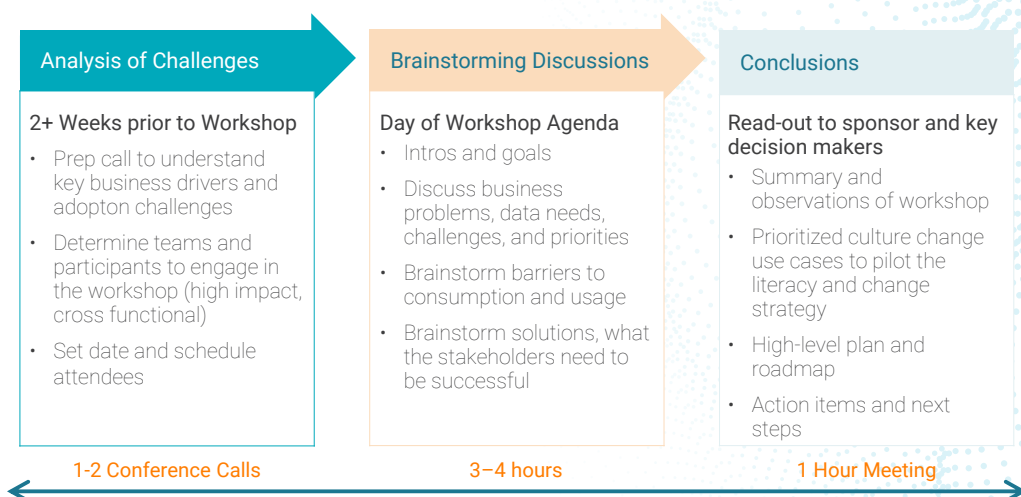 Analysis of Challenges
2+ Weeks prior to Workshop
• Prep call to understand
key business drivers and
adopton challenges
• Determine teams and
participants to engage in
the workshop (high impact,
cross functional)
• Set date and schedule
attendees
1-2 Conference Calls
Brainstorming Discussions
Day of Workshop Agenda
• Intros and goals
• Discuss business
problems, data needs,
challenges, and priorities
• Brainstorm barriers to
consumption and usage
• Brainstorm solutions, what
the stakeholders need to
be successful
3–4 hours
Conclusions
Read-out to sponsor and key
decision makers
• Summary and
observations of workshop
• Prioritized culture change
use cases to pilot the
literacy and change
strategy
• High-level plan and
roadmap
• Action items and next
steps
1 Hour Meeting